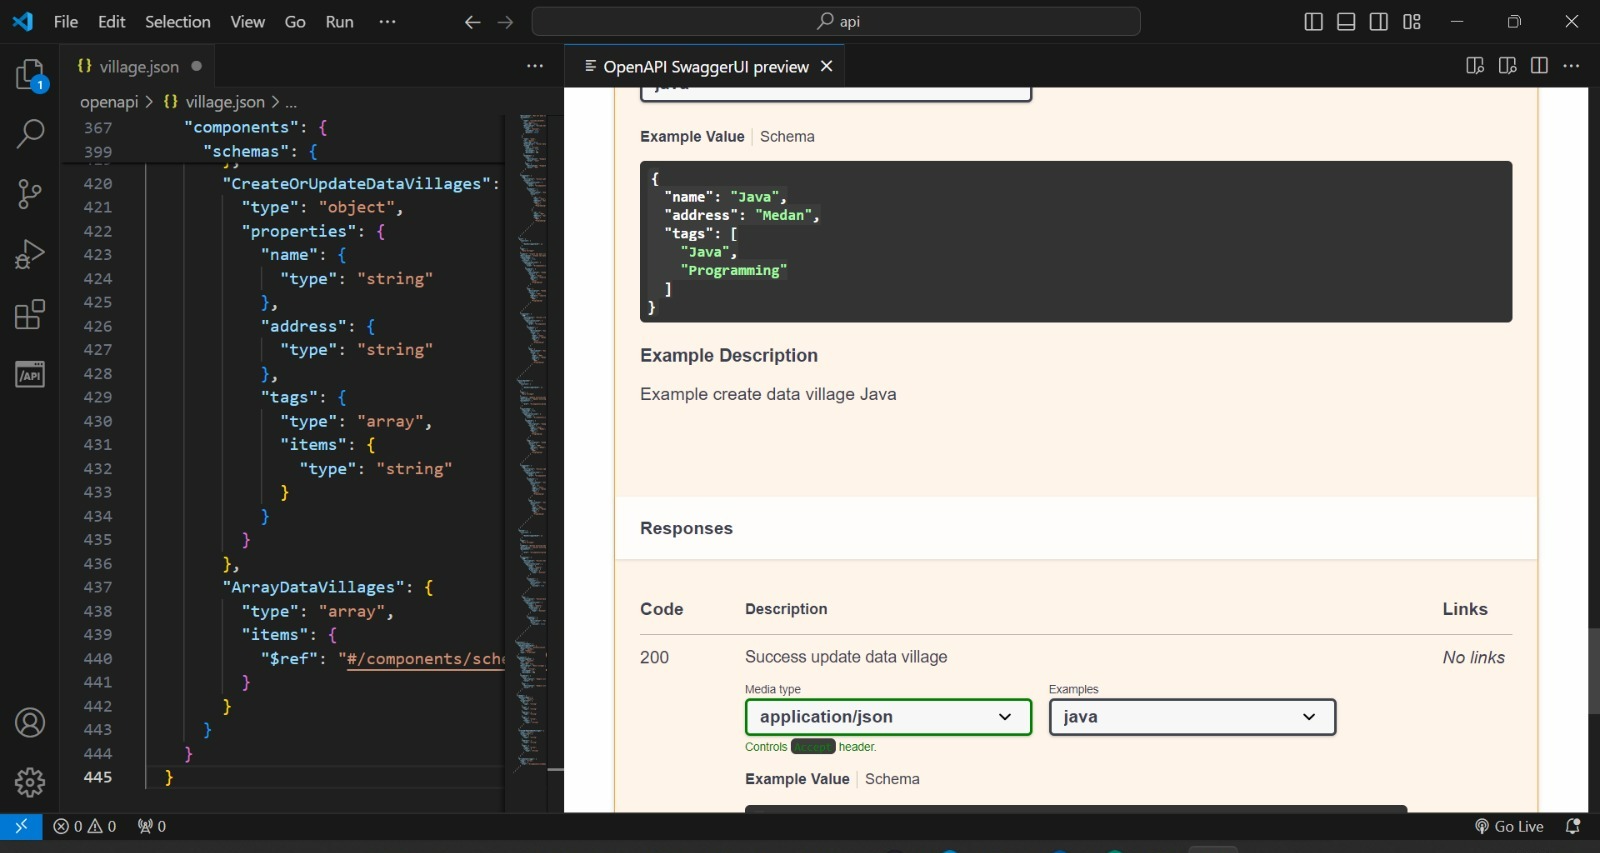 File Edit Selection View Go Run ···
api
village.json
OpenAPI SwaggerUI preview
openapi > village.json > ...
367 "components": {
399 "schemas": {
420 "CreateOrUpdateDataVillages":
421 "type": "object",
422 "properties": {
423 "name": {
424 "type": "string"
425 },
426 "address": {
427 "type": "string"
428 },
429 "tags": {
430 "type": "array",
431 "items": {
432 "type": "string"
433 }
434 }
435 }
436 },
437 "ArrayDataVillages": {
438 "type": "array",
439 "items": {
440 "$ref": "#/components/sche
441 }
442 }
443 }
444 }
445 }
1
/API
Example Value Schema
{
"name": "Java",
"address": "Medan",
"tags": [
"Java",
"Programming"
]
}
Example Description
Example create data village Java
Responses
Code Description Links
200 Success update data village No links
Media type Examples
application/json java
Controls Accept header.
Example Value Schema
0 0 0
Go Live